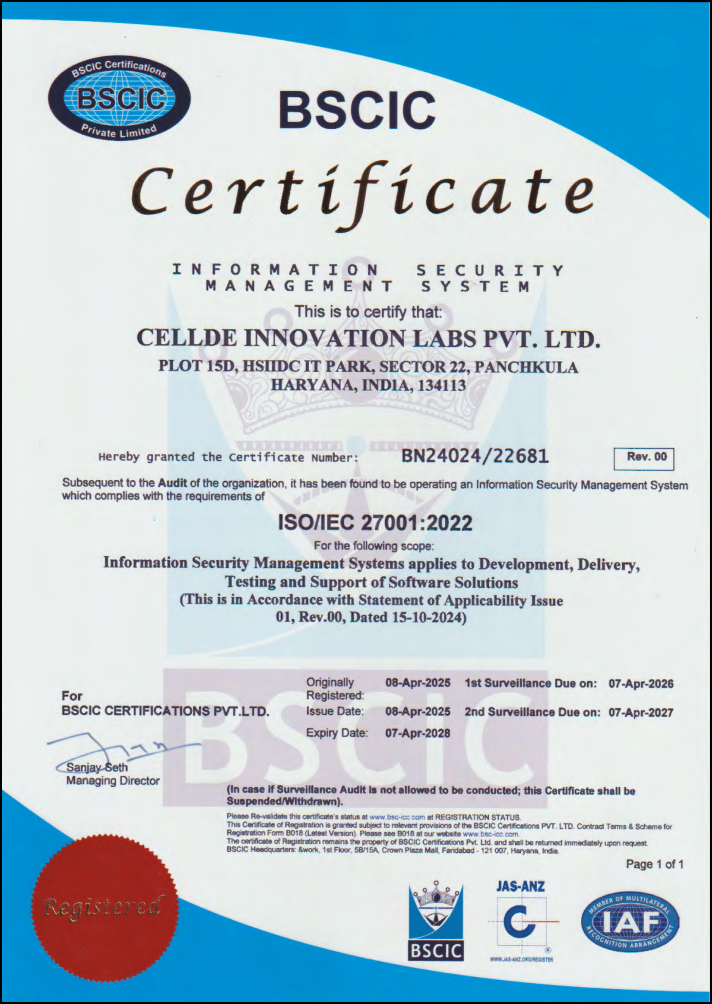 BSCIC Certifications
BSCIC
Private Limited
BSCIC
Certificate
INFORMATION SECURITY
MANAGEMENT SYSTEM
This is to certify that:
CELLDE INNOVATION LABS PVT. LTD.
PLOT 15D, HSIIDC IT PARK, SECTOR 22, PANCHKULA
HARYANA, INDIA, 134113
Hereby granted the Certificate Number: BN24024/22681 Rev. 00
Subsequent to the Audit of the organization, it has been found to be operating an Information Security Management System
which complies with the requirements of
ISO/IEC 27001:2022
For the following scope:
Information Security Management Systems applies to Development, Delivery,
Testing and Support of Software Solutions
(This is in Accordance with Statement of Applicability Issue
01, Rev.00, Dated 15-10-2024)
BSCIC
For
BSCIC CERTIFICATIONS PVT.LTD.
Originally Registered: 08-Apr-2025 1st Surveillance Due on: 07-Apr-2026
Issue Date: 08-Apr-2025 2nd Surveillance Due on: 07-Apr-2027
Expiry Date: 07-Apr-2028
Sanjay Seth
Managing Director
(In case if Surveillance Audit is not allowed to be conducted; this Certificate shall be
Suspended/Withdrawn).
Please Re-validate this certificate's status at www.bsc-icc.com at REGISTRATION STATUS.
This Certificate of Registration is granted subject to relevant provisions of the BSCIC Certifications PVT. LTD. Contract Terms & Scheme for
Registration Form B018 (Latest Version). Please see B018 at our website www.bsc-icc.com.
The certificate of Registration remains the property of BSCIC Certifications Pvt. Ltd. and shall be returned immediately upon request.
BSCIC Headquarters: &work, 1st Floor, 5B/15A, Crown Plaza Mall, Faridabad - 121 007, Haryana, India.
Page 1 of 1
Registered
BSCIC
JAS-ANZ
®
WWW.JAS-ANZ.ORG/REGISTER
MEMBER OF MULTILATERAL
IAF
RECOGNITION ARRANGEMENT